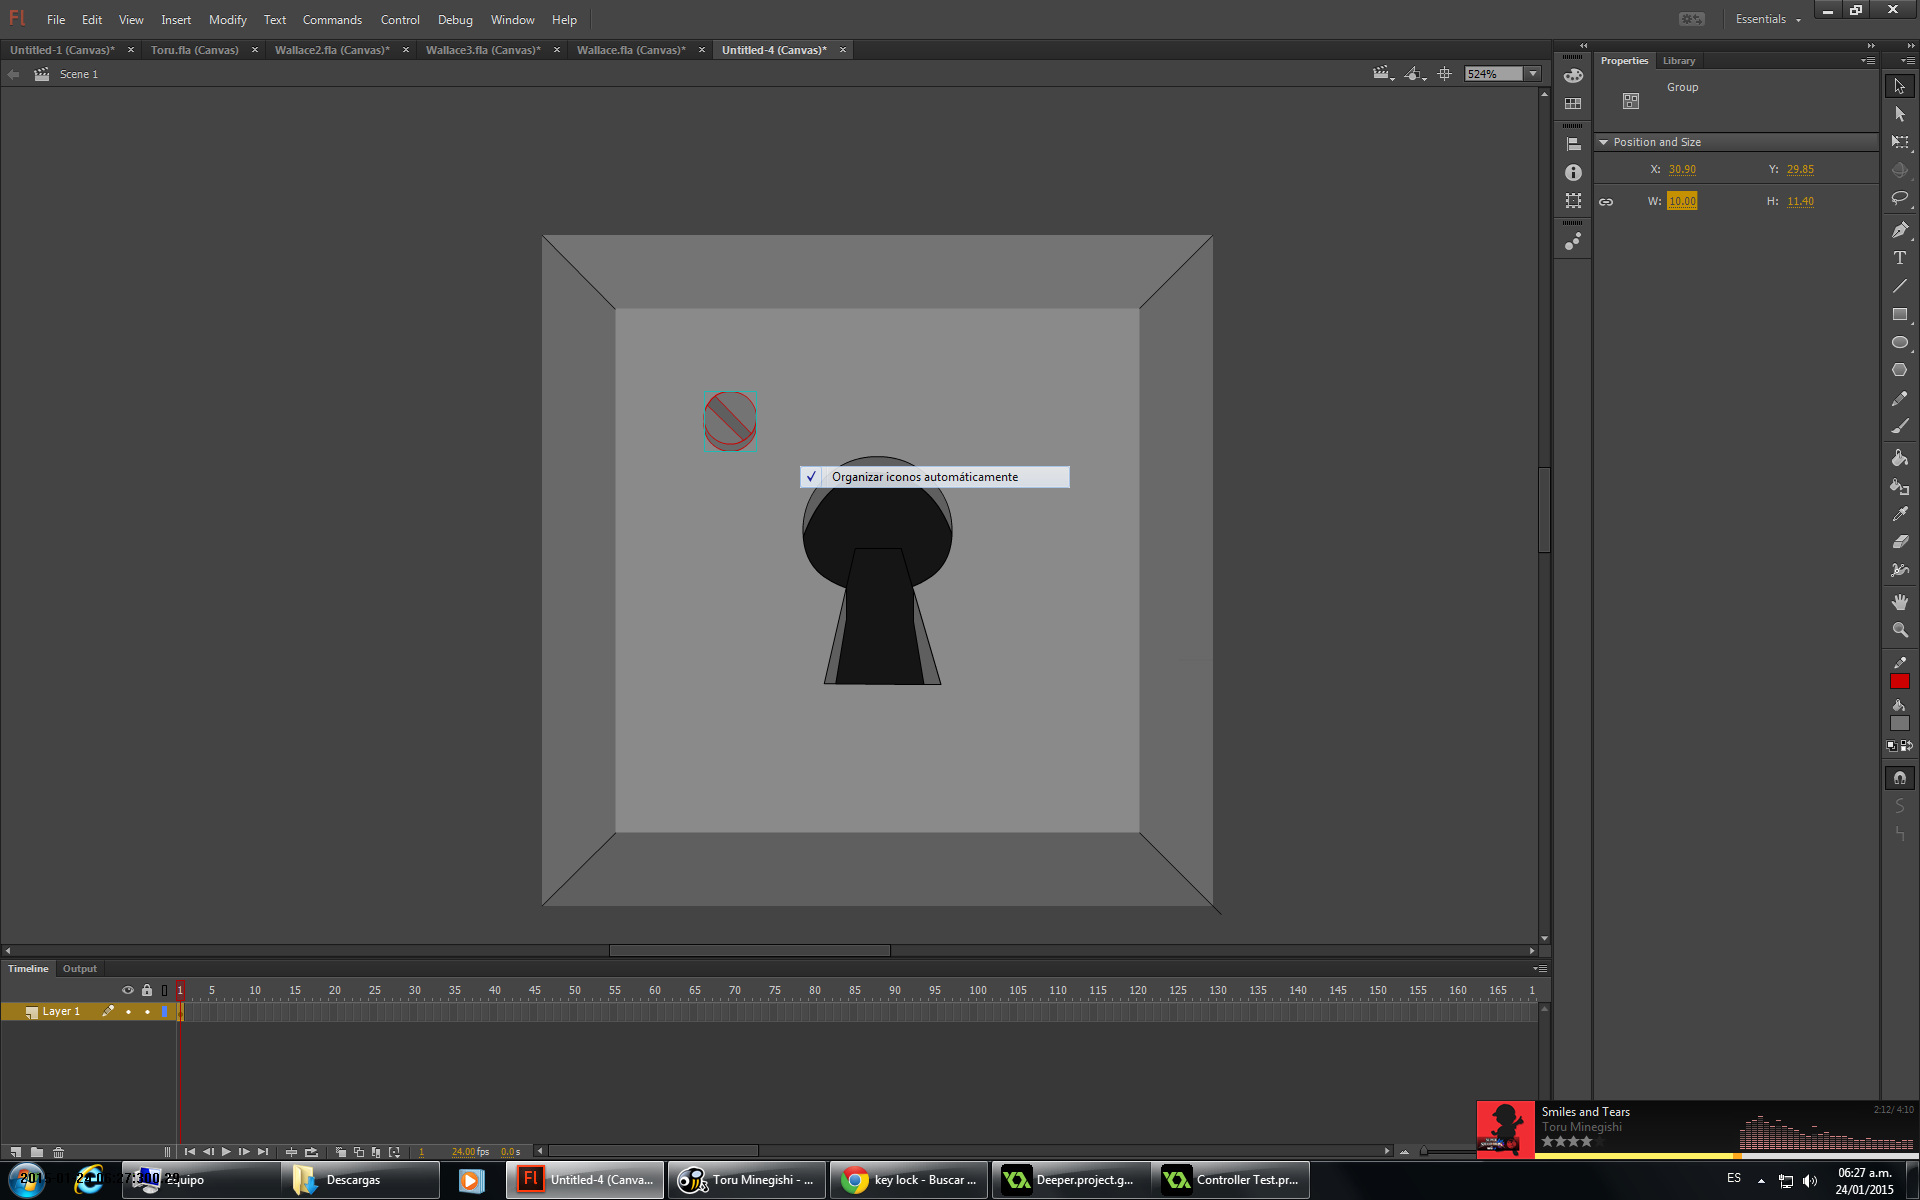 Fl File Edit View Insert Modify Text Commands Control Debug Window Help Essentials
Untitled-1 (Canvas)* Toru.fla (Canvas) Wallace2.fla (Canvas)* Wallace3.fla (Canvas)* Wallace.fla (Canvas)* Untitled-4 (Canvas)*
Scene 1 524%
Properties Library
Group
Position and Size
X: 30.90 Y: 29.85
W: 10.00 H: 11.40
Organizar iconos automáticamente
Timeline Output
1 5 10 15 20 25 30 35 40 45 50 55 60 65 70 75 80 85 90 95 100 105 110 115 120 125 130 135 140 145 150 155 160 165 1
Layer 1
1 24.00 fps 0.0 s
Smiles and Tears 2:12/ 4:10
Toru Minegishi
Equipo Descargas Fl Untitled-4 (Canva... Toru Minegishi - ... key lock - Buscar ... Deeper.project.g... Controller Test.pr... ES 06:27 a.m.
24/01/2015